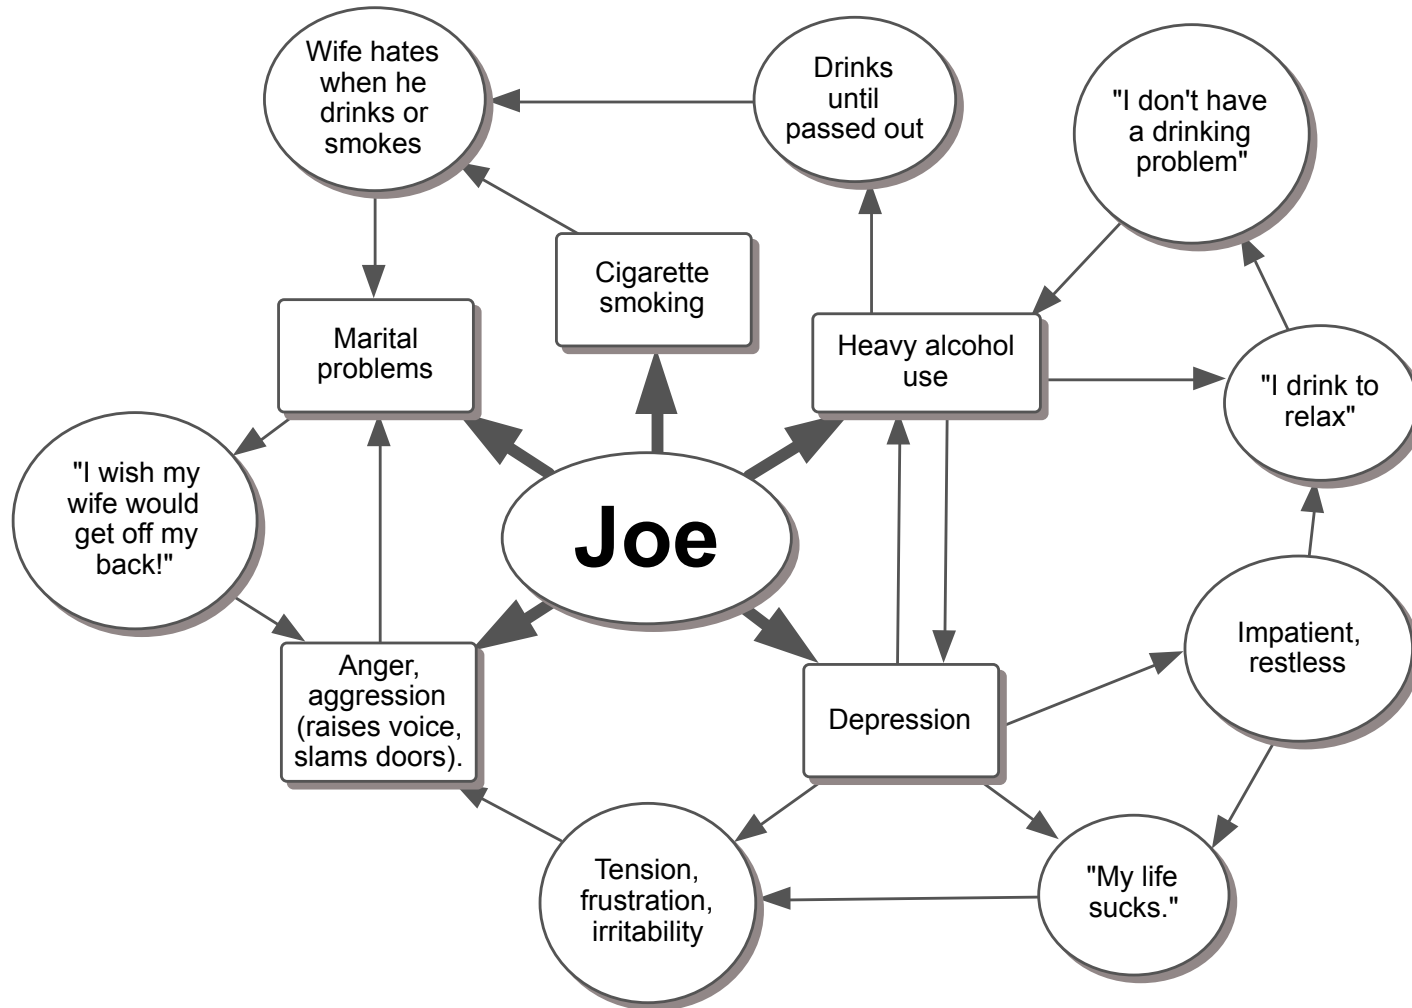 Wife hates
when he
drinks or
smokes
Drinks
until
passed out
"I don't have
a drinking
problem"
Cigarette
smoking
Marital
problems
Heavy alcohol
use
"I drink to
relax"
"I wish my
wife would
get off my
back!"
Joe
Impatient,
restless
Anger,
aggression
(raises voice,
slams doors).
Depression
Tension,
frustration,
irritability
"My life
sucks."